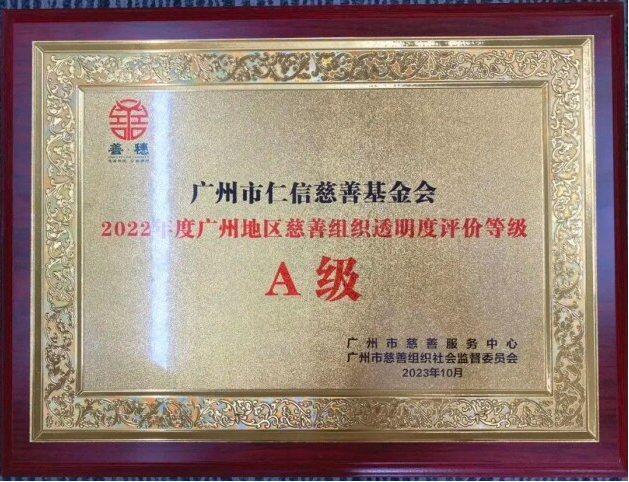 善·穗
广州市仁信慈善基金会
2022年度广州地区慈善组织透明度评价等级
A 级
广州市慈善服务中心
广州市慈善组织社会监督委员会
2023年10月